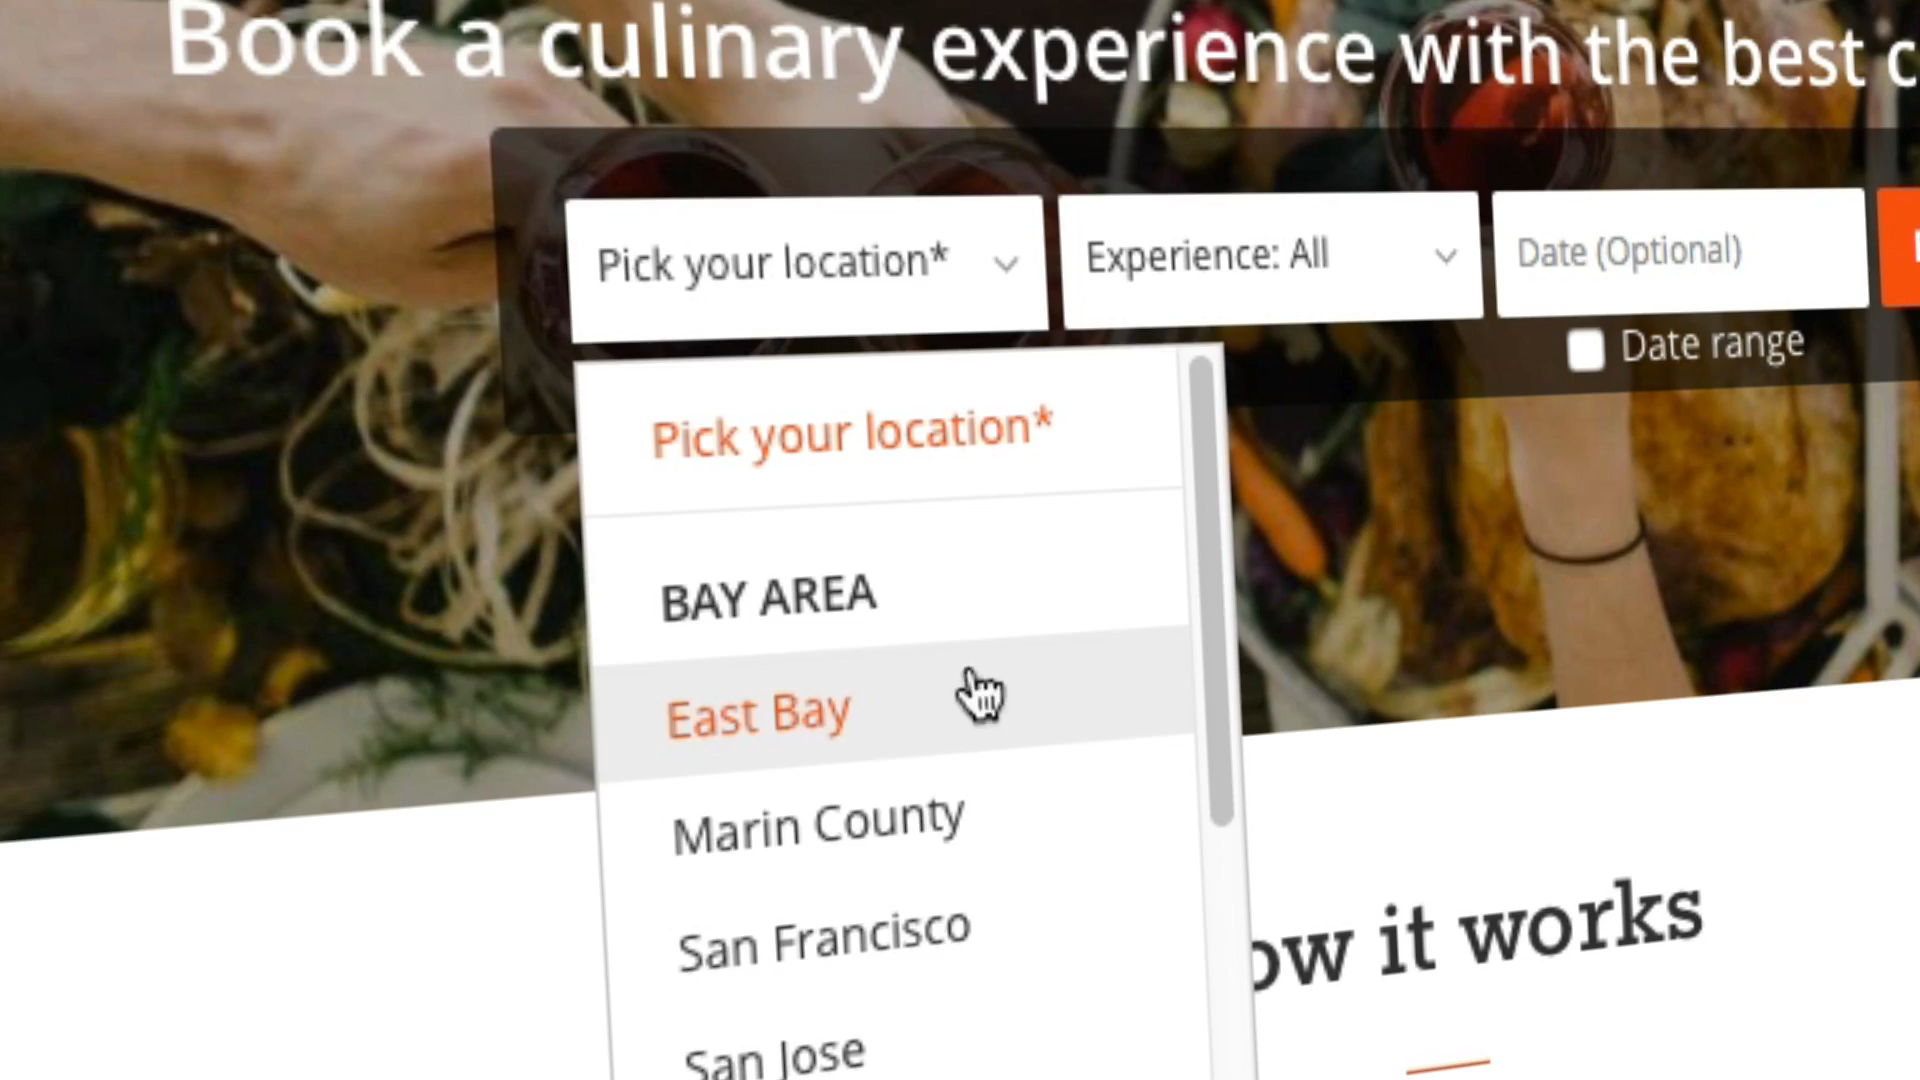 Book a culinary experience with the best
Pick your location*
Experience: All
Date (Optional)
Date range
Pick your location*
BAY AREA
East Bay
Marin County
San Francisco
San Jose
ow it works